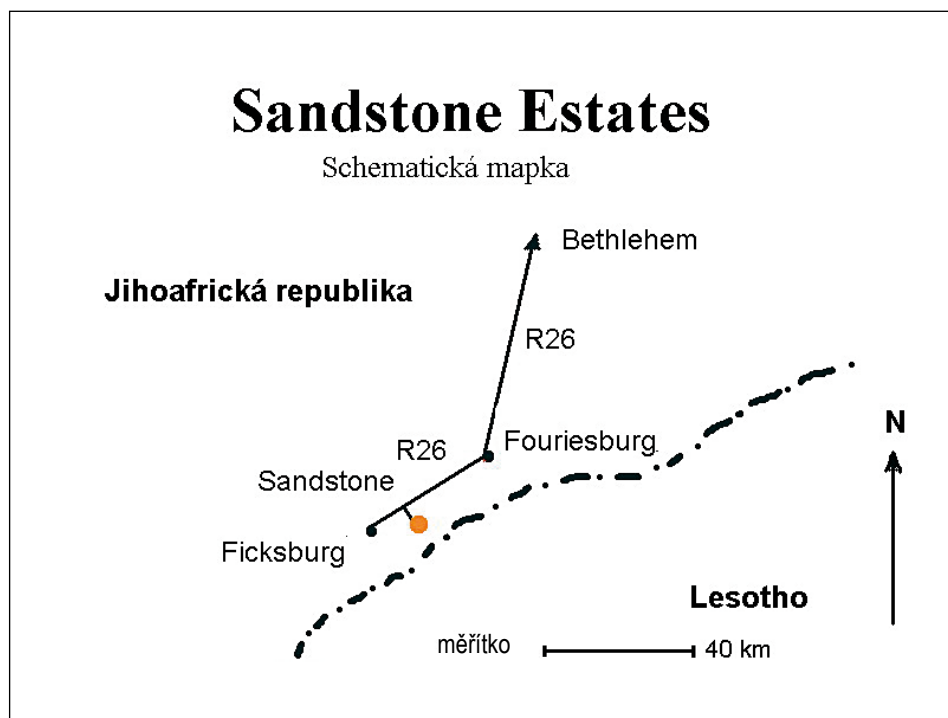 Sandstone Estates
Schematická mapka
Bethlehem
Jihoafrická republika
R26
N
R26
Fouriesburg
Sandstone
Ficksburg
Lesotho
měřítko
40 km